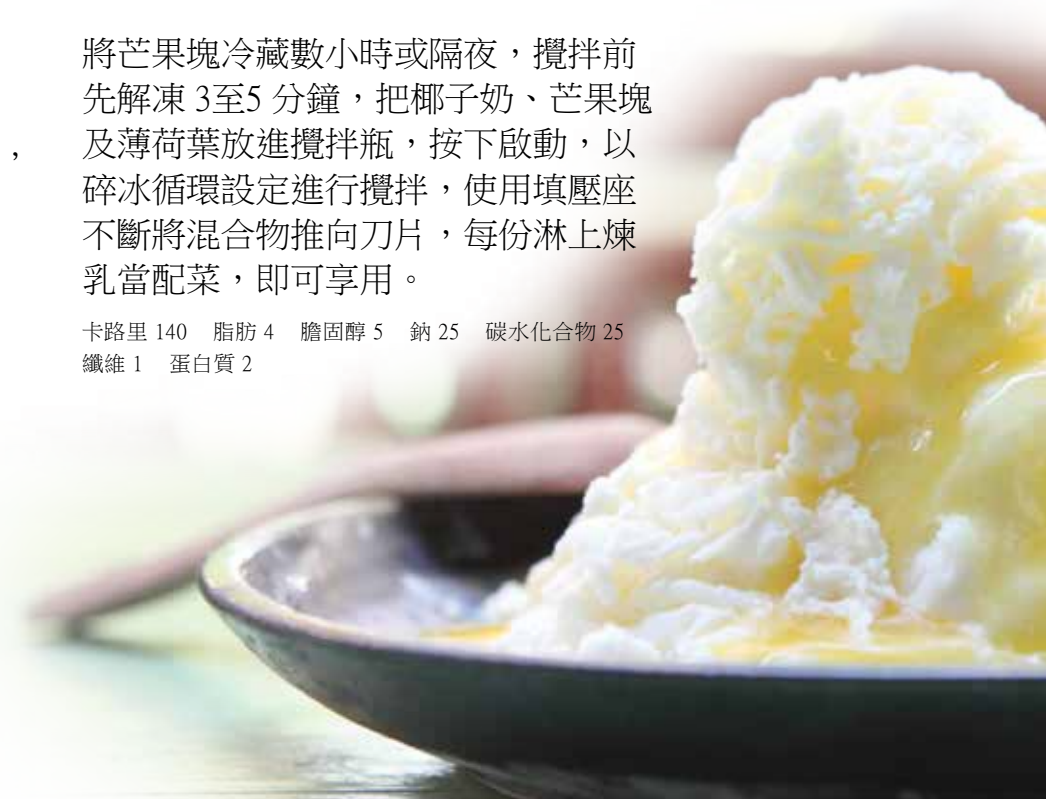 將芒果塊冷藏數小時或隔夜，攪拌前
先解凍 3至5 分鐘，把椰子奶、芒果塊
，
及薄荷葉放進攪拌瓶，按下啟動，以
碎冰循環設定進行攪拌，使用填壓座
不斷將混合物推向刀片，每份淋上煉
乳當配菜，即可享用。
卡路里 140 脂肪 4 膽固醇 5 鈉 25 碳水化合物 25
纖維 1 蛋白質 2